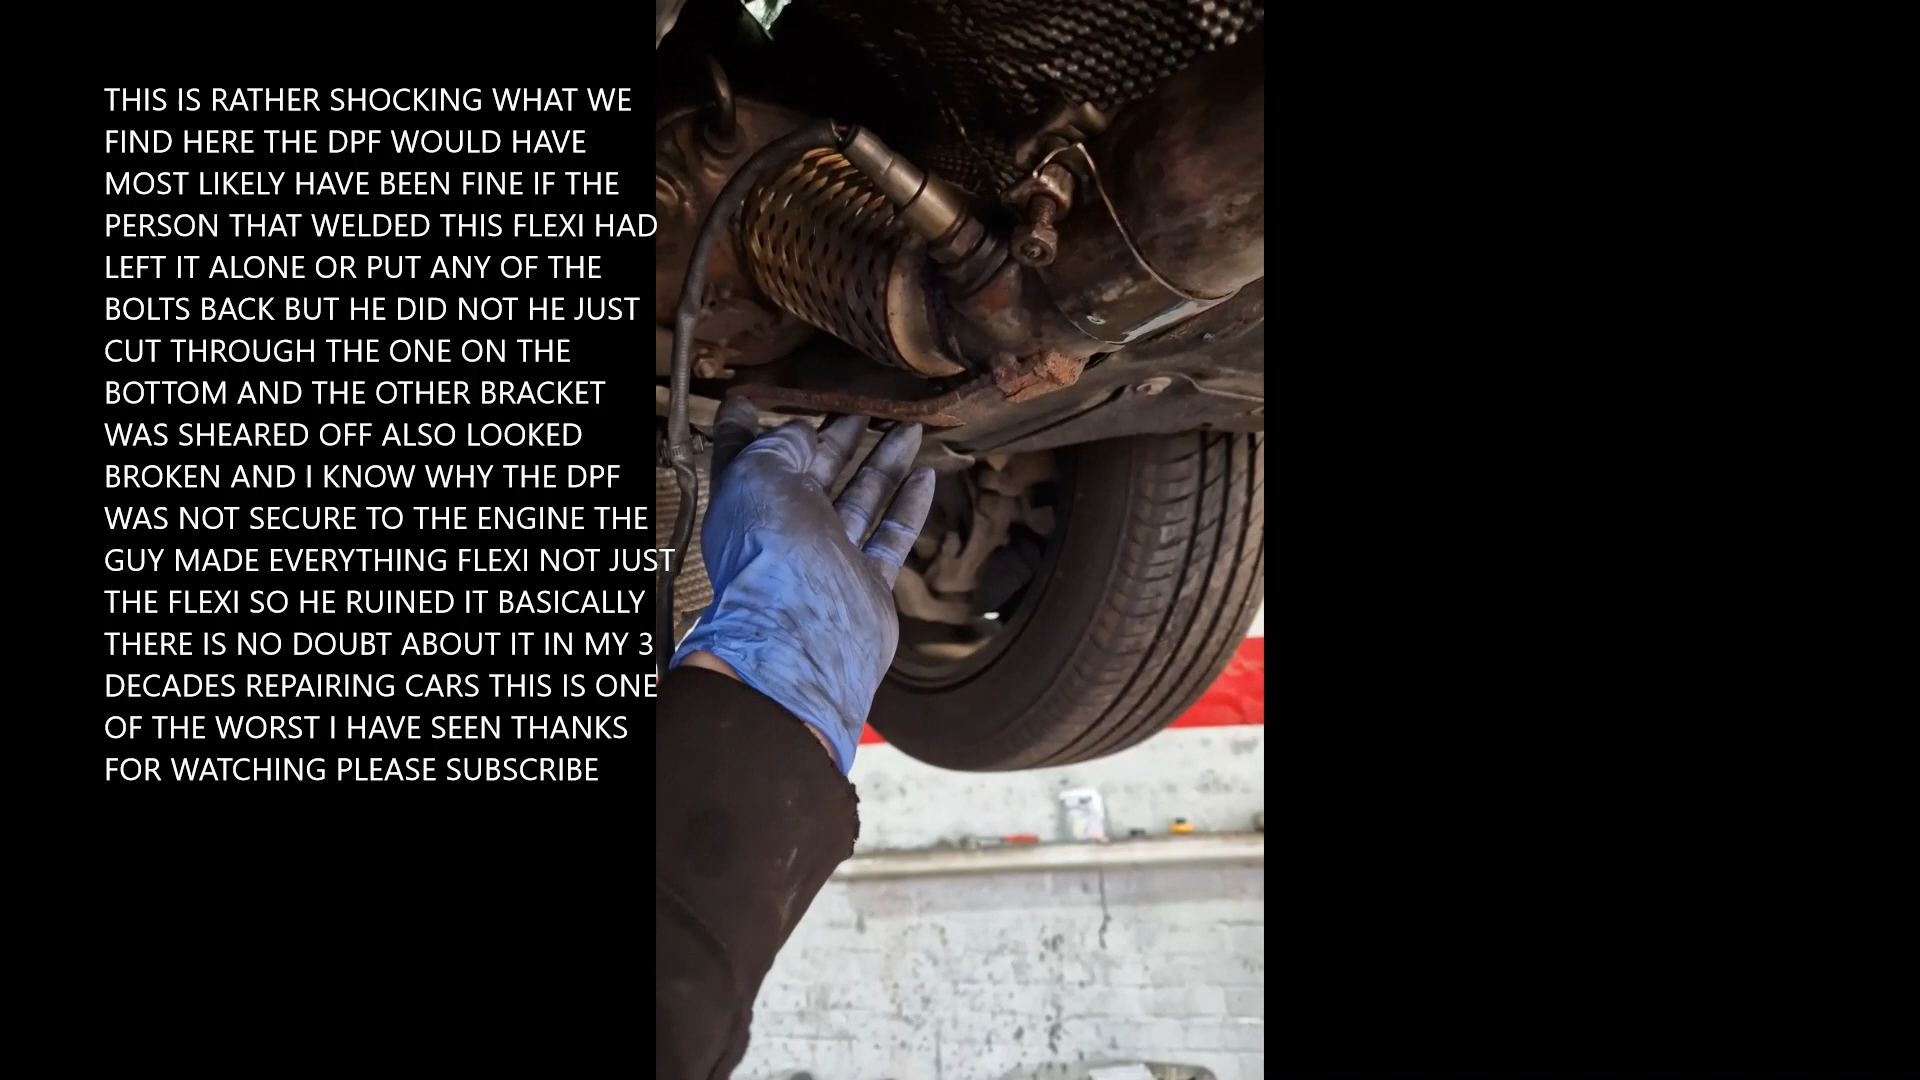 THIS IS RATHER SHOCKING WHAT WE
FIND HERE THE DPF WOULD HAVE
MOST LIKELY HAVE BEEN FINE IF THE
PERSON THAT WELDED THIS FLEXI HAD
LEFT IT ALONE OR PUT ANY OF THE
BOLTS BACK BUT HE DID NOT HE JUST
CUT THROUGH THE ONE ON THE
BOTTOM AND THE OTHER BRACKET
WAS SHEARED OFF ALSO LOOKED
BROKEN AND I KNOW WHY THE DPF
WAS NOT SECURE TO THE ENGINE THE
GUY MADE EVERYTHING FLEXI NOT JUST
THE FLEXI SO HE RUINED IT BASICALLY
THERE IS NO DOUBT ABOUT IT IN MY 3
DECADES REPAIRING CARS THIS IS ONE
OF THE WORST I HAVE SEEN THANKS
FOR WATCHING PLEASE SUBSCRIBE